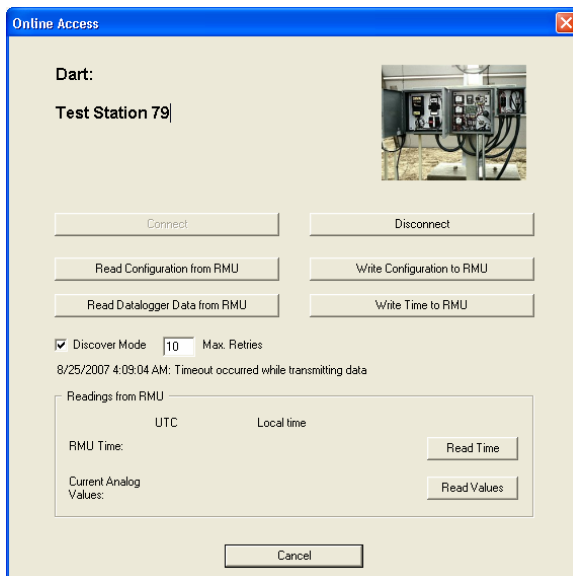 Online Access
Dart:
Test Station 79
Connect
Disconnect
Read Configuration from RMU
Write Configuration to RMU
Read Datalogger Data from RMU
Write Time to RMU
Discover Mode 10 Max. Retries
8/25/2007 4:09:04 AM: Timeout occurred while transmitting data
Readings from RMU
UTC Local time
RMU Time: Read Time
Current Analog
Values: Read Values
Cancel